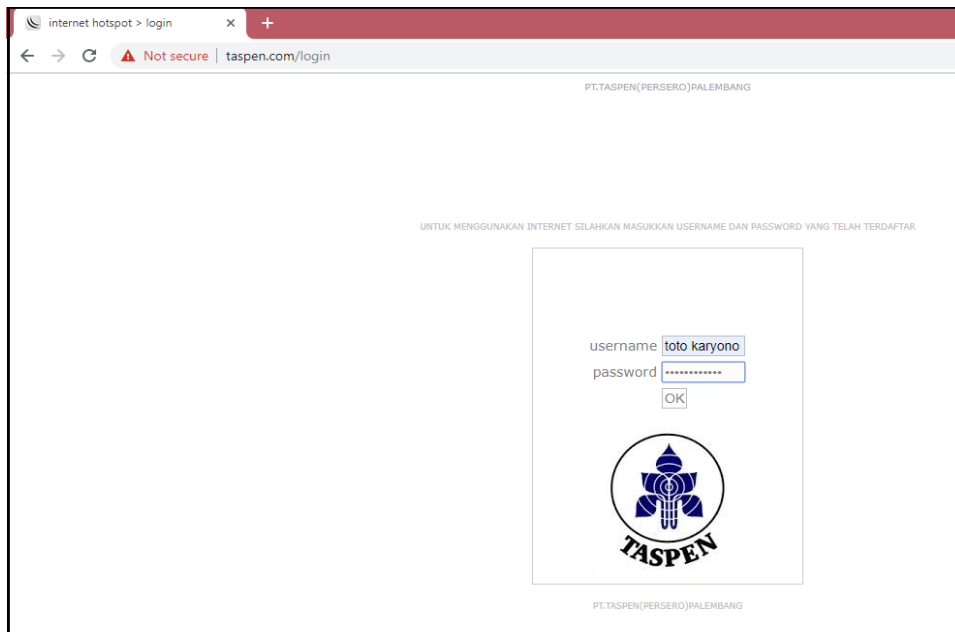 internet hotspot > login
Not secure | taspen.com/login
PT.TASPEN(PERSERO)PALEMBANG
UNTUK MENGGUNAKAN INTERNET SILAHKAN MASUKKAN USERNAME DAN PASSWORD YANG TELAH TERDAFTAR
username toto karyono
password ••••••••••••
OK
TASPEN
PT.TASPEN(PERSERO)PALEMBANG